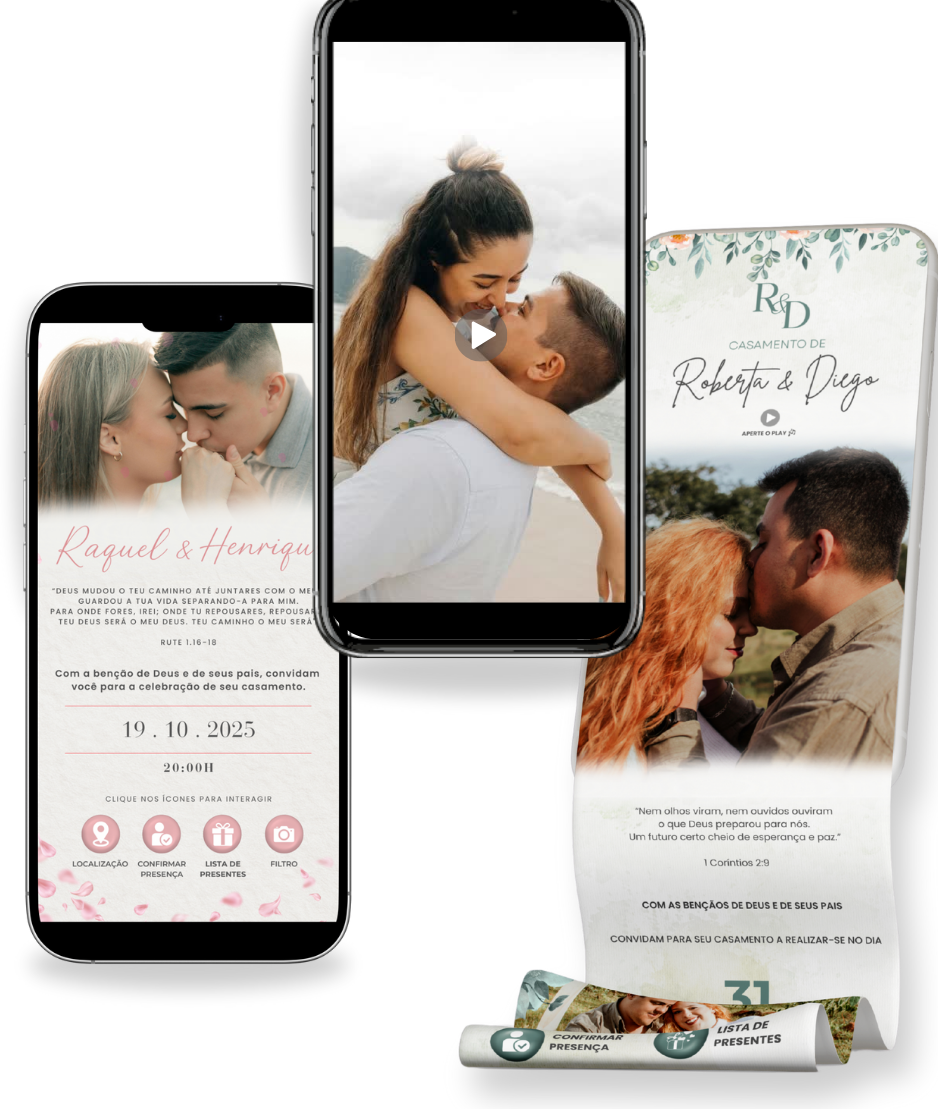 Raquel & Henriqu
"DEUS MUDOU O TEU CAMINHO ATÉ JUNTARES COM O ME
GUARDOU A TUA VIDA SEPARANDO-A PARA MIM.
PARA ONDE FORES, IREI; ONDE TU REPOUSARES, REPOUSAR
TEU DEUS SERÁ O MEU DEUS. TEU CAMINHO O MEU SERÁ"
RUTE 1.16-18
Com a benção de Deus e de seus pais, convidam
você para a celebração de seu casamento.
19 . 10 . 2025
20:00H
CLIQUE NOS ÍCONES PARA INTERAGIR
LOCALIZAÇÃO
CONFIRMAR
PRESENÇA
LISTA DE
PRESENTES
FILTRO
R&D
CASAMENTO DE
Roberta & Diego
APERTE O PLAY
"Nem olhos viram, nem ouvidos ouviram
o que Deus preparou para nós.
Um futuro certo cheio de esperança e paz."
1 Coríntios 2:9
COM AS BENÇÃOS DE DEUS E DE SEUS PAIS
CONVIDAM PARA SEU CASAMENTO A REALIZAR-SE NO DIA
31
CONFIRMAR
PRESENÇA
LISTA DE
PRESENTES